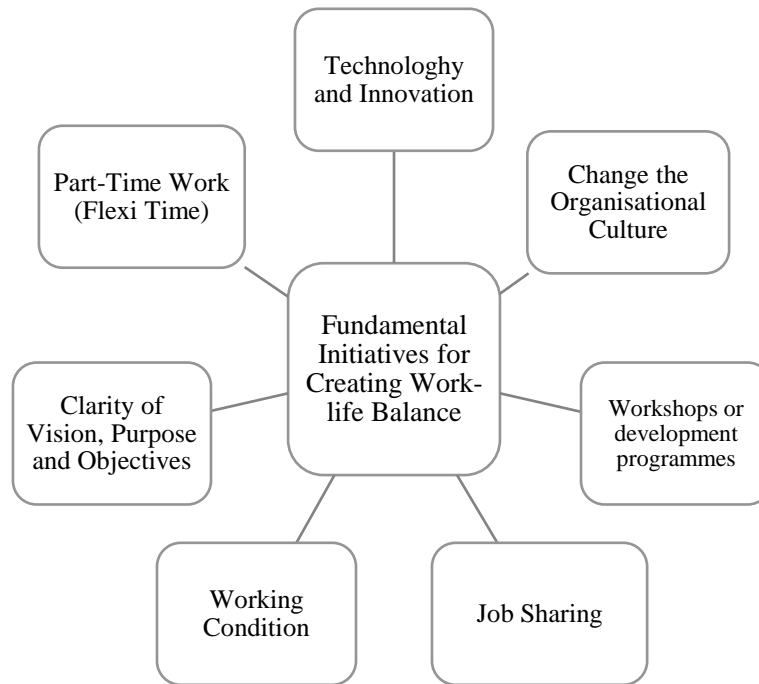 Technologhy
and Innovation
Change the
Organisational
Culture
Workshops or
development
programmes
Job Sharing
Working
Condition
Clarity of
Vision, Purpose
and Objectives
Part-Time Work
(Flexi Time)
Fundamental
Initiatives for
Creating Work-
life Balance